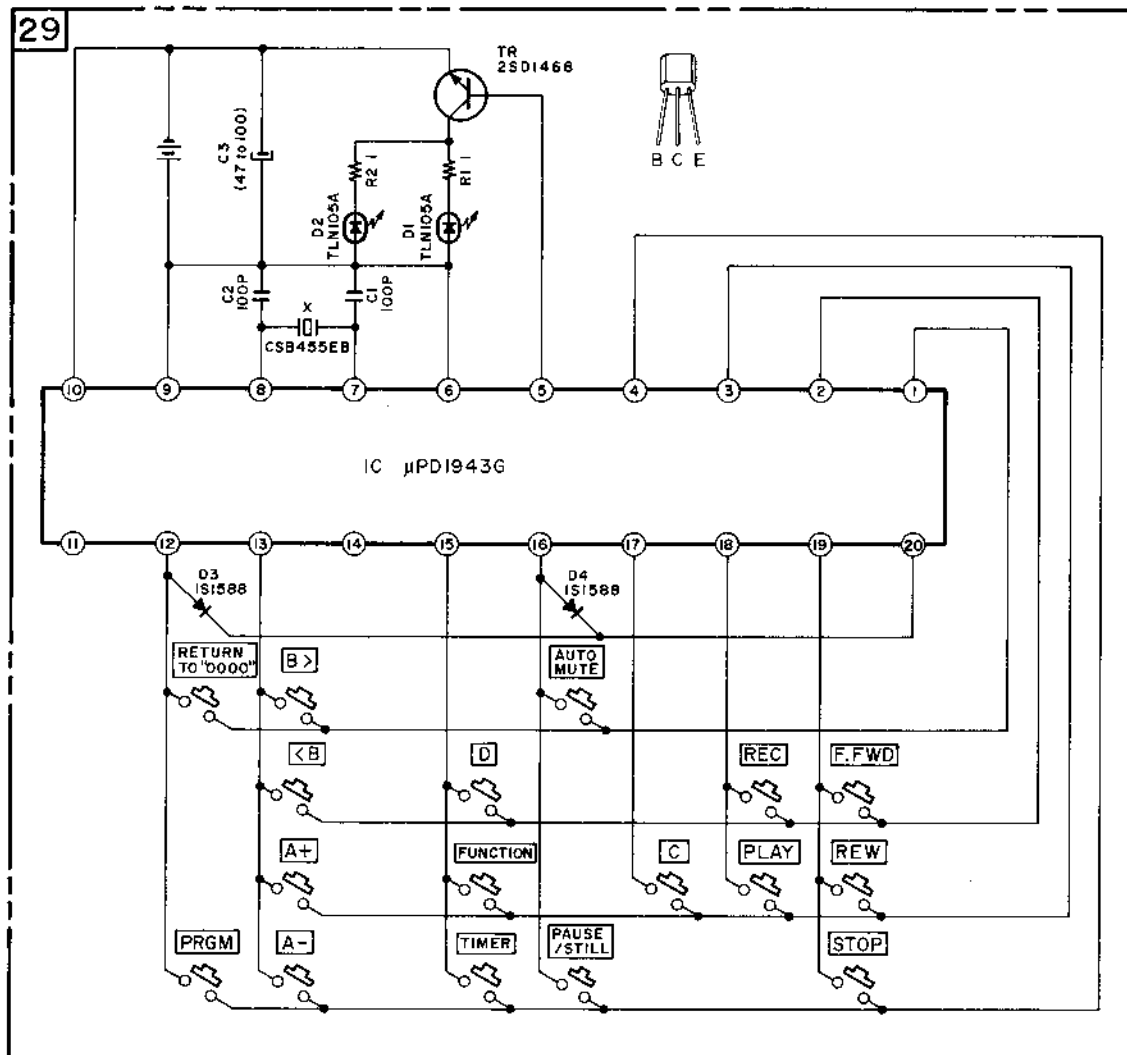 29
TR
2SD1468
B C E
C3
(47 to 100)
R2 1
R1 1
D2
TLN105A
D1
TLN105A
C2
100P
C1
100P
X
CSB455EB
10 9 8 7 6 5 4 3 2 1
IC μPD1943G
11 12 13 14 15 16 17 18 19 20
D3
1S1588
D4
1S1588
RETURN
TO "0000"
B >
AUTO
MUTE
< B
D
REC
F.FWD
A+
FUNCTION
C
PLAY
REW
PRGM
A-
TIMER
PAUSE
/STILL
STOP